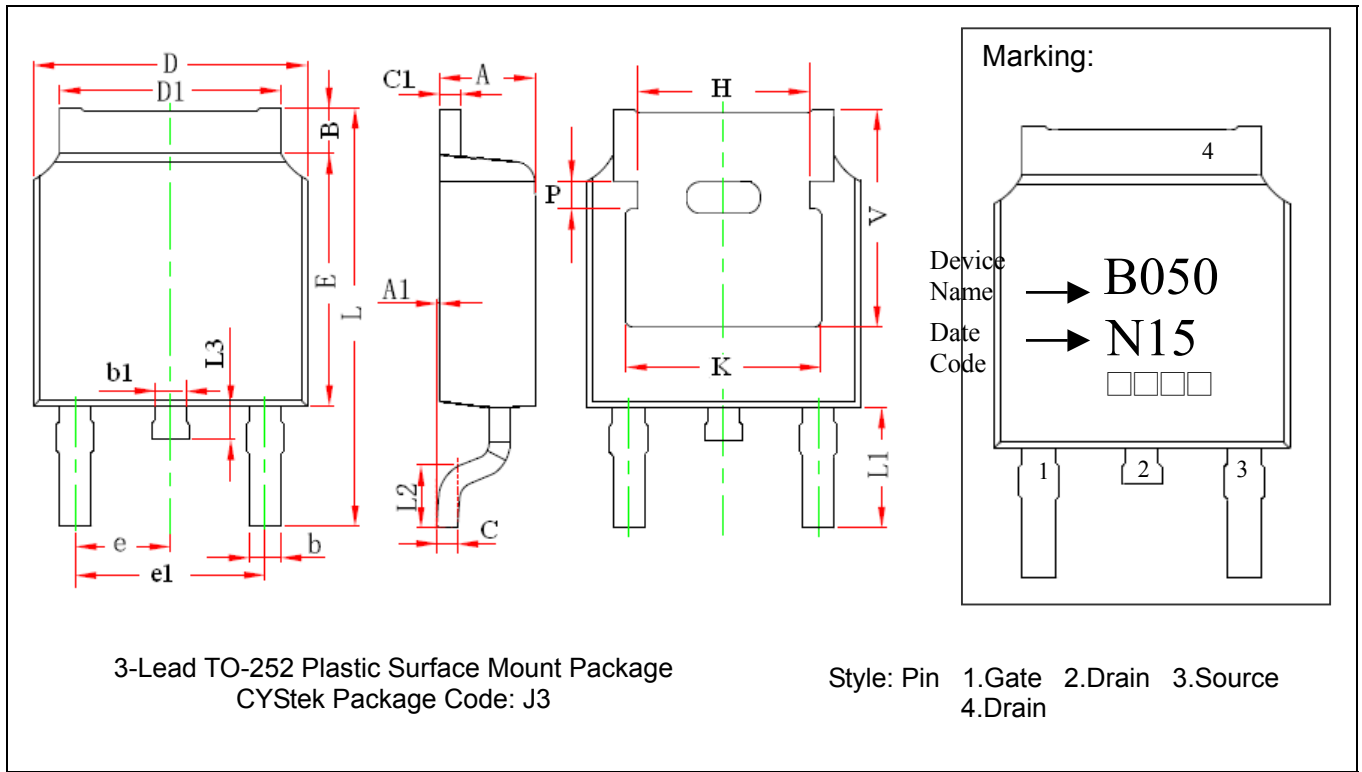 D
D1
B
E
L
L3
b1
e
e1
b
C1
A
A1
L2
C
H
P
V
K
L1
Marking:
4
Device
Name
B050
Date
Code
N15
□□□□
1
2
3
3-Lead TO-252 Plastic Surface Mount Package
CYStek Package Code: J3
Style: Pin 1.Gate 2.Drain 3.Source
4.Drain